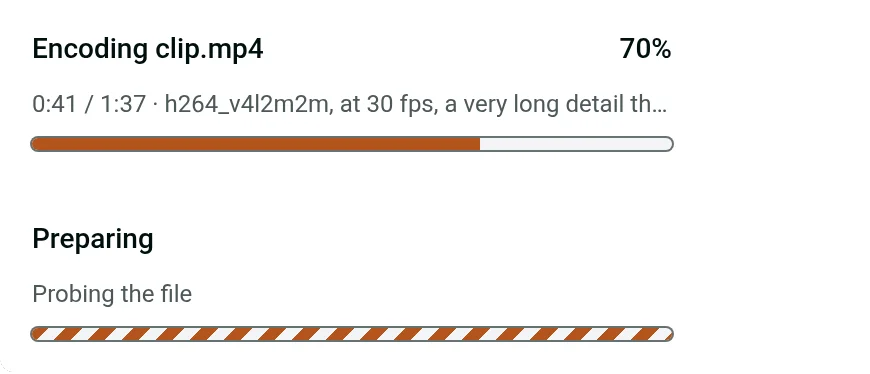 Encoding clip.mp4 70%
0:41 / 1:37 · h264_v4l2m2m, at 30 fps, a very long detail th…
Preparing
Probing the file